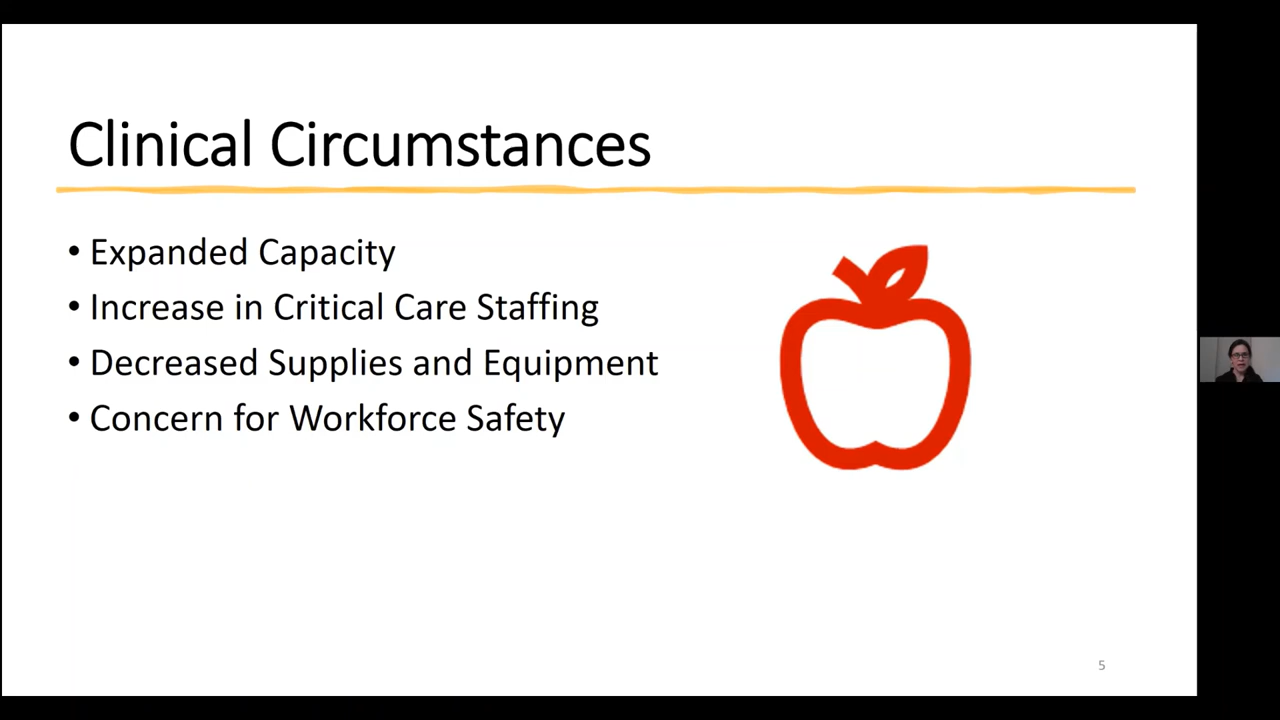 Clinical Circumstances
• Expanded Capacity
• Increase in Critical Care Staffing
• Decreased Supplies and Equipment
• Concern for Workforce Safety
5